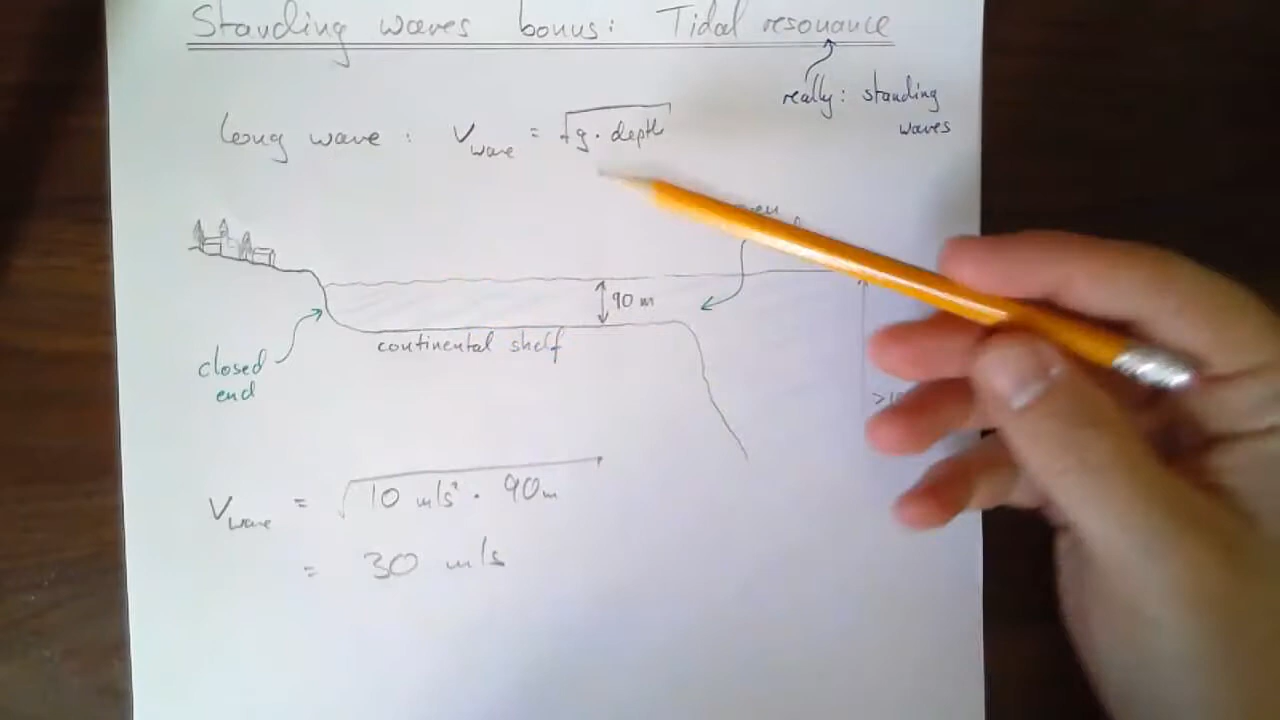 Standing waves bonus: Tidal resonance
really: standing
waves
long wave: v_wave = √g · depth
90 m
continental shelf
closed
end
v_wave = √10 m/s² · 90m
= 30 m/s